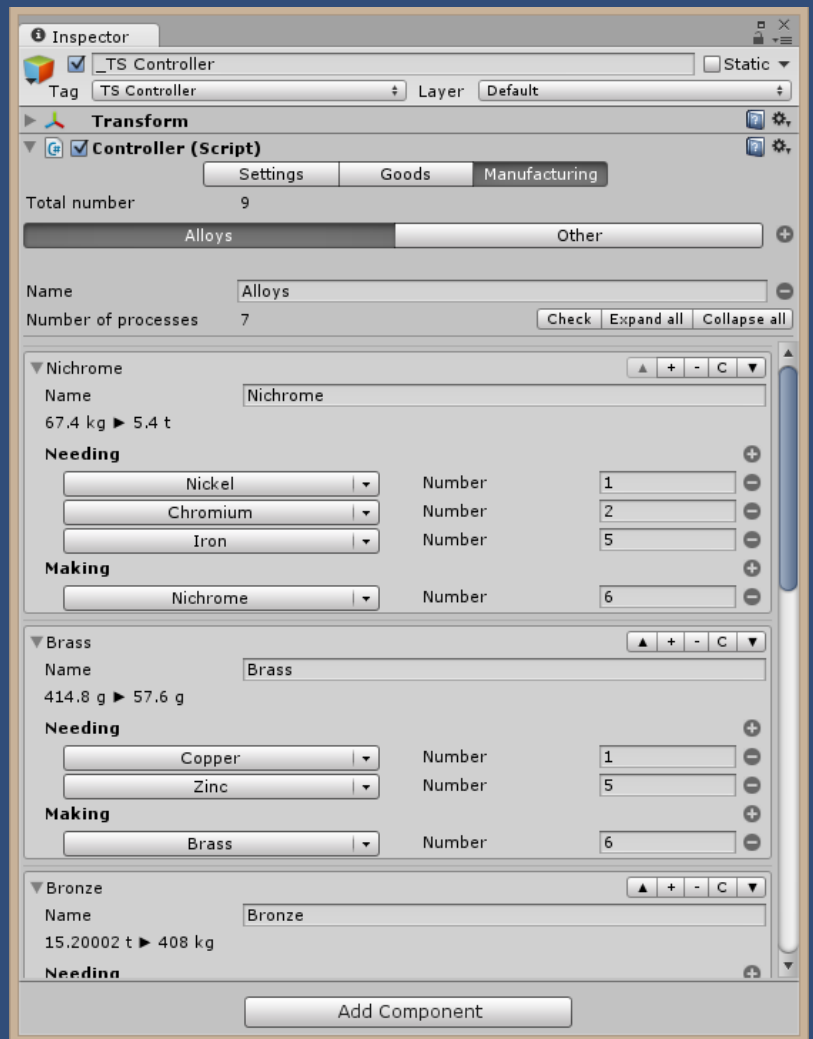 Inspector
_TS Controller Static
Tag TS Controller Layer Default
Transform
Controller (Script)
Settings Goods Manufacturing
Total number 9
Alloys Other
Name Alloys
Number of processes 7 Check Expand all Collapse all
Nichrome + - C
Name Nichrome
67.4 kg ► 5.4 t
Needing
Nickel Number 1
Chromium Number 2
Iron Number 5
Making
Nichrome Number 6
Brass + - C
Name Brass
414.8 g ► 57.6 g
Needing
Copper Number 1
Zinc Number 5
Making
Brass Number 6
Bronze + - C
Name Bronze
15.20002 t ► 408 kg
Needing
Add Component